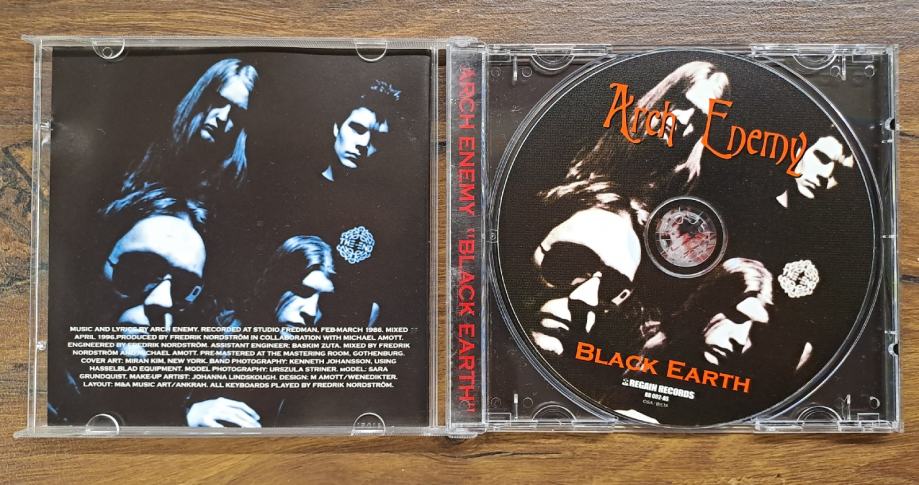 THE END
MUSIC AND LYRICS BY ARCH ENEMY. RECORDED AT STUDIO FREDMAN, FEB-MARCH 1986. MIXED
APRIL 1996.PRODUCED BY FREDRIK NORDSTRÖM IN COLLABORATION WITH MICHAEL AMOTT.
ENGINEERED BY FREDRIK NORDSTRÖM. ASSISTANT ENGINEER: BASKIM ZUTA. MIXED BY FREDRIK
NORDSTRÖM AND MICHAEL AMOTT. PRE-MASTERED AT THE MASTERING ROOM, GOTHENBURG.
COVER ART: MIRAN KIM, NEW YORK. BAND PHOTOGRAPHY: KENNETH JOHANSSON, USING
HASSELBLAD EQUIPMENT. MODEL PHOTOGRAPHY: URSZULA STRINER. MODEL: SARA
GRUNDQUIST. MAKE-UP ARTIST: JOHANNA LINDSKOUGH. DESIGN: M AMOTT/WENEDIKTER.
LAYOUT: M&A MUSIC ART/ANKRAH. ALL KEYBOARDS PLAYED BY FREDRIK NORDSTRÖM.
ARCH ENEMY "BLACK EARTH"
Arch Enemy
BLACK EARTH
REGAIN RECORDS